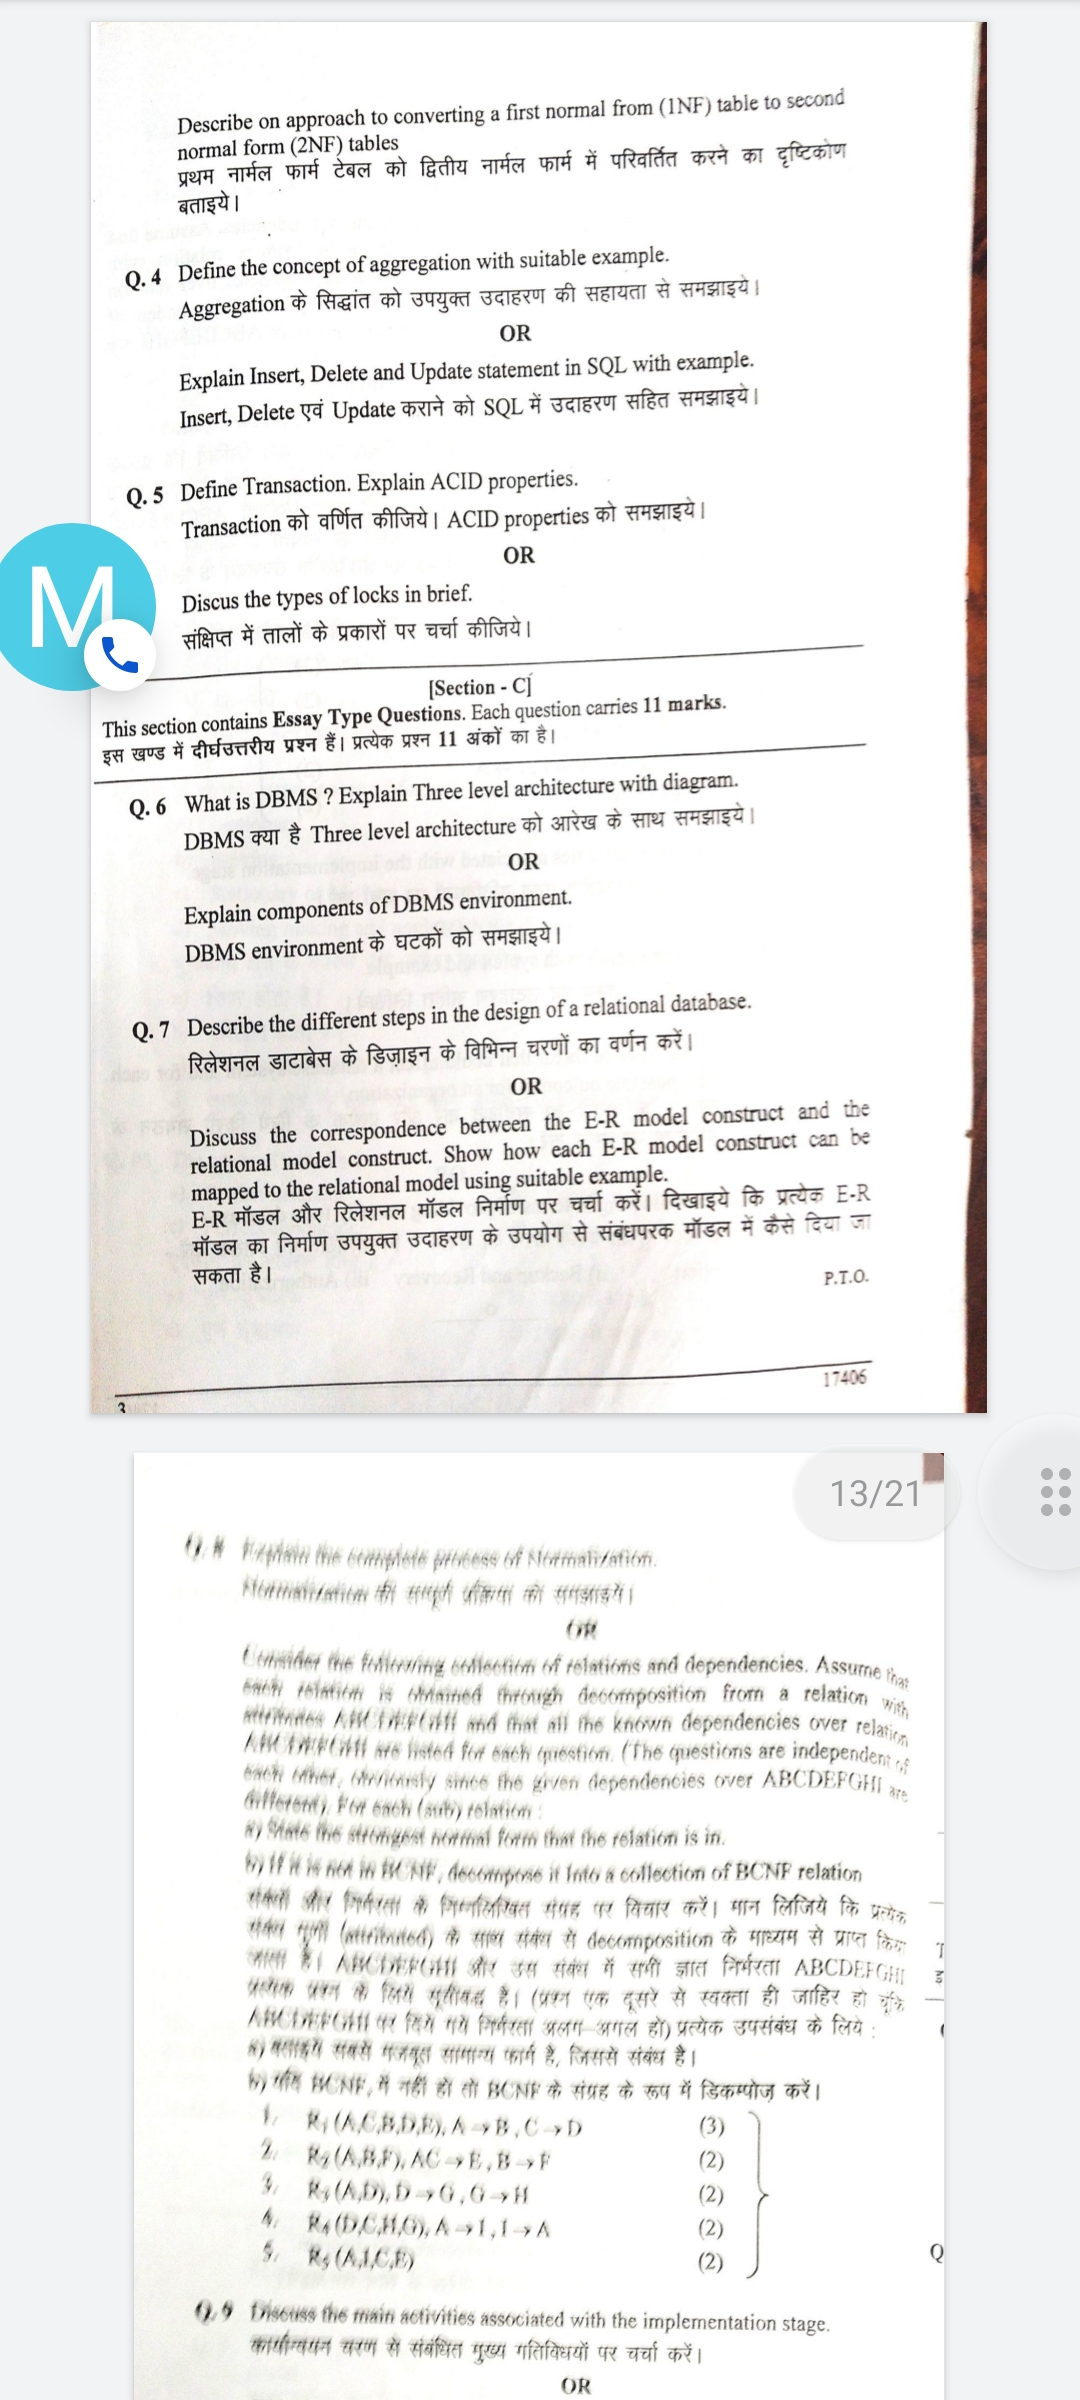 Describe on approach to converting a first normal from (1NF) table to second
normal form (2NF) tables
प्रथम नार्मल फार्म टेबल को द्वितीय नार्मल फार्म में परिवर्तित करने का दृष्टिकोण
बताइये।
Q. 4 Define the concept of aggregation with suitable example.
Aggregation के सिद्धांत को उपयुक्त उदाहरण की सहायता से समझाइये।
OR
Explain Insert, Delete and Update statement in SQL with example.
Insert, Delete एवं Update कराने को SQL में उदाहरण सहित समझाइये।
Q. 5 Define Transaction. Explain ACID properties.
Transaction को वर्णित कीजिये। ACID properties को समझाइये।
OR
M
Discus the types of locks in brief.
संक्षिप्त में तालों के प्रकारों पर चर्चा कीजिये।
[Section - C]
This section contains Essay Type Questions. Each question carries 11 marks.
इस खण्ड में दीर्घउत्तरीय प्रश्न हैं। प्रत्येक प्रश्न 11 अंकों का है।
Q. 6 What is DBMS ? Explain Three level architecture with diagram.
DBMS क्या है Three level architecture को आरेख के साथ समझाइये।
OR
Explain components of DBMS environment.
DBMS environment के घटकों को समझाइये।
Q. 7 Describe the different steps in the design of a relational database.
रिलेशनल डाटाबेस के डिज़ाइन के विभिन्न चरणों का वर्णन करें।
OR
Discuss the correspondence between the E-R model construct and the
relational model construct. Show how each E-R model construct can be
mapped to the relational model using suitable example.
E-R मॉडल और रिलेशनल मॉडल निर्माण पर चर्चा करें। दिखाइये कि प्रत्येक E-R
मॉडल का निर्माण उपयुक्त उदाहरण के उपयोग से संबंधपरक मॉडल में कैसे दिया जा
सकता है।
P.T.O.
17406
3
13/21
Q. 8 Explain the complete process of Normalization.
Normalization की सम्पूर्ण प्रक्रिया को समझाइये।
OR
Consider the following collection of relations and dependencies. Assume that
each relation is obtained through decomposition from a relation with
attributes ABCDEFGHI and that all the known dependencies over relation
ABCDEFGHI are listed for each question. (The questions are independent of
each other, obviously since the given dependencies over ABCDEFGHI are
different). For each (sub) relation :
a) State the strongest normal form that the relation is in.
b) If it is not in BCNF, decompose it into a collection of BCNF relation
संबंधों और निर्भरता के निम्नलिखित संग्रह पर विचार करें। मान लिजिये कि प्रत्येक
संबंध गुणों (attributed) के साथ संबंध से decomposition के माध्यम से प्राप्त किया
जाता है। ABCDEFGHI और उस संबंध में सभी ज्ञात निर्भरता ABCDEFGHI
प्रत्येक प्रश्न के लिये सूचीबद्ध है। (प्रश्न एक दूसरे से स्वक्ता ही जाहिर हो चूंकि
ABCDEFGHI पर दिये गये निर्भरता अलग-अगल हों) प्रत्येक उपसंबंध के लिये :
a) बताइये सबसे मजबूत सामान्य फार्म है, जिससे संबंध है।
b) यदि BCNF, में नहीं हो तो BCNF के संग्रह के रूप में डिकम्पोज़ करें।
1. R1 (A,C,B,D,E), A → B , C → D (3)
2. R2 (A,B,F), AC → E , B → F (2)
3. R3 (A,D), D → G , G → H (2)
4. R4 (D,C,H,G), A → I , I → A (2)
5. R5 (A,I,C,E) (2)
Q
Q. 9 Discuss the main activities associated with the implementation stage.
कार्यान्वयन चरण से संबंधित मुख्य गतिविधियों पर चर्चा करें।
OR